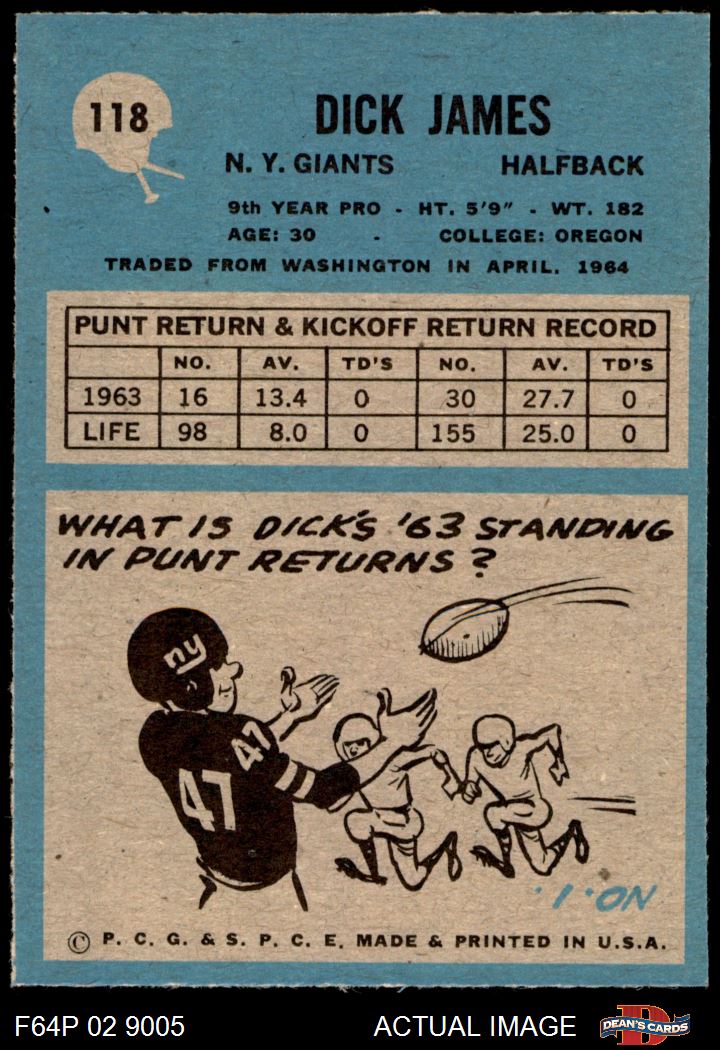 118
DICK JAMES
N. Y. GIANTS HALFBACK
9th YEAR PRO - HT. 5'9" - WT. 182
AGE: 30 - COLLEGE: OREGON
TRADED FROM WASHINGTON IN APRIL, 1964
PUNT RETURN & KICKOFF RETURN RECORD
NO. AV. TD'S NO. AV. TD'S
1963 16 13.4 0 30 27.7 0
LIFE 98 8.0 0 155 25.0 0
WHAT IS DICK'S '63 STANDING
IN PUNT RETURNS?
ny
47
47
NO. 1.
© P. C. G. & S. P. C. E. MADE & PRINTED IN U.S.A.
F64P 02 9005 ACTUAL IMAGE DEAN'S CARDS